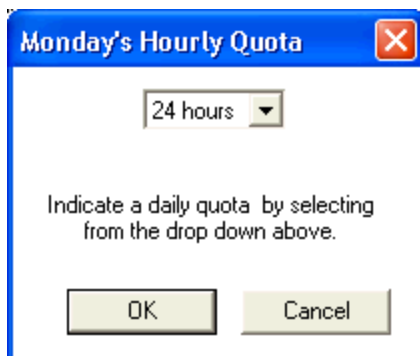 Monday's Hourly Quota
24 hours
Indicate a daily quota  by selecting
from the drop down above.
OK Cancel